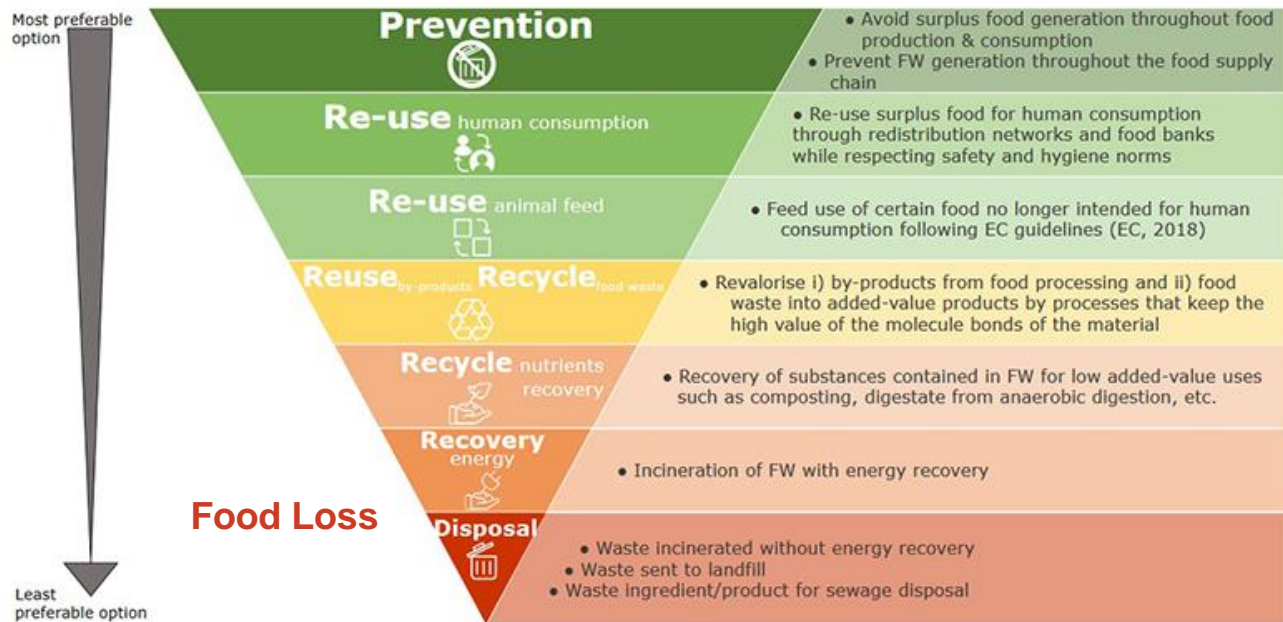 Most preferable
option
Prevention
● Avoid surplus food generation throughout food
production & consumption
● Prevent FW generation throughout the food supply
chain
Re-use human consumption
● Re-use surplus food for human consumption
through redistribution networks and food banks
while respecting safety and hygiene norms
Re-use animal feed
● Feed use of certain food no longer intended for human
consumption following EC guidelines (EC, 2018)
Reuse by-products Recycle food waste
● Revalorise i) by-products from food processing and ii) food
waste into added-value products by processes that keep the
high value of the molecule bonds of the material
Recycle nutrients
recovery
● Recovery of substances contained in FW for low added-value uses
such as composting, digestate from anaerobic digestion, etc.
Recovery
energy
● Incineration of FW with energy recovery
Food Loss
Disposal
● Waste incinerated without energy recovery
● Waste sent to landfill
● Waste ingredient/product for sewage disposal
Least
preferable option